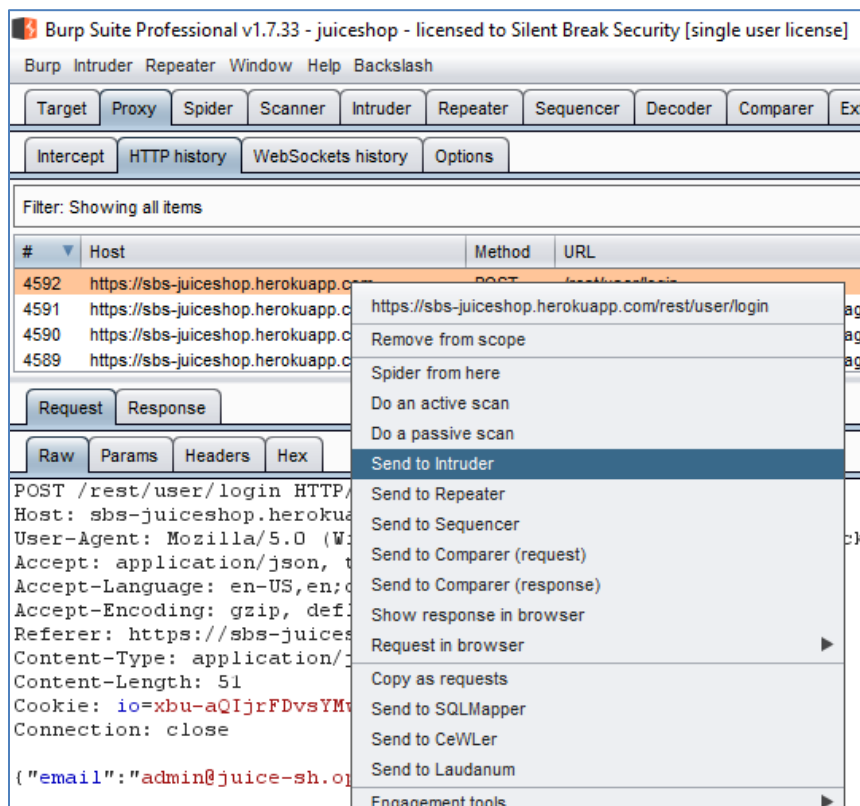 Burp Suite Professional v1.7.33 - juiceshop - licensed to Silent Break Security [single user license]
Burp Intruder Repeater Window Help Backslash
Target Proxy Spider Scanner Intruder Repeater Sequencer Decoder Comparer Ex
Intercept HTTP history WebSockets history Options
Filter: Showing all items
# Host Method URL
4592 https://sbs-juiceshop.herokuapp.com POST /rest/user/login
4591 https://sbs-juiceshop.herokuapp.c
4590 https://sbs-juiceshop.herokuapp.c
4589 https://sbs-juiceshop.herokuapp.c
https://sbs-juiceshop.herokuapp.com/rest/user/login
Remove from scope
Spider from here
Do an active scan
Do a passive scan
Send to Intruder
Send to Repeater
Send to Sequencer
Send to Comparer (request)
Send to Comparer (response)
Show response in browser
Request in browser
Copy as requests
Send to SQLMapper
Send to CeWLer
Send to Laudanum
Engagement tools
Request Response
Raw Params Headers Hex
POST /rest/user/login HTTP/
Host: sbs-juiceshop.heroku
User-Agent: Mozilla/5.0 (Wi
Accept: application/json, t
Accept-Language: en-US,en;
Accept-Encoding: gzip, defl
Referer: https://sbs-juices
Content-Type: application/j
Content-Length: 51
Cookie: io=xbu-aQIjrFDvsYM
Connection: close
{"email":"admin@juice-sh.op